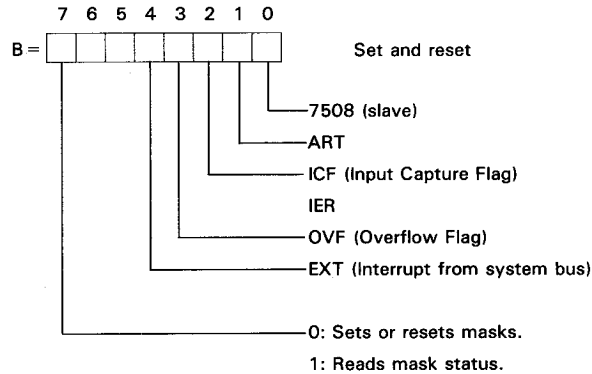 7 6 5 4 3 2 1 0
B = Set and reset
7508 (slave)
ART
ICF (Input Capture Flag)
IER
OVF (Overflow Flag)
EXT (Interrupt from system bus)
0: Sets or resets masks.
1: Reads mask status.